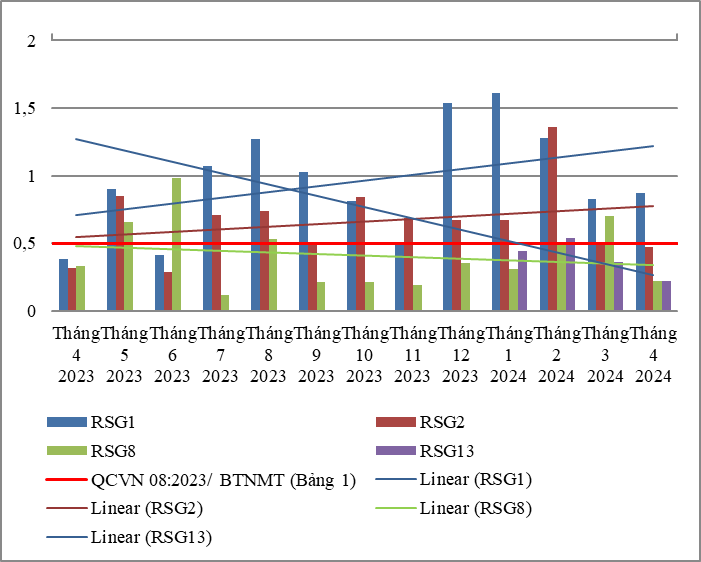 2
1,5
1
0.5
0
Tháng 4 2023
Tháng 5 2023
Tháng 6 2023
Tháng 7 2023
Tháng 8 2023
Tháng 9 2023
Tháng 10 2023
Tháng 11 2023
Tháng 12 2023
Tháng 1 2024
Tháng 2 2024
Tháng 3 2024
Tháng 4 2024
RSG1
RSG2
RSG8
RSG13
QCVN 08:2023/ BTNMT (Bảng 1)
Linear (RSG1)
Linear (RSG2)
Linear (RSG8)
Linear (RSG13)